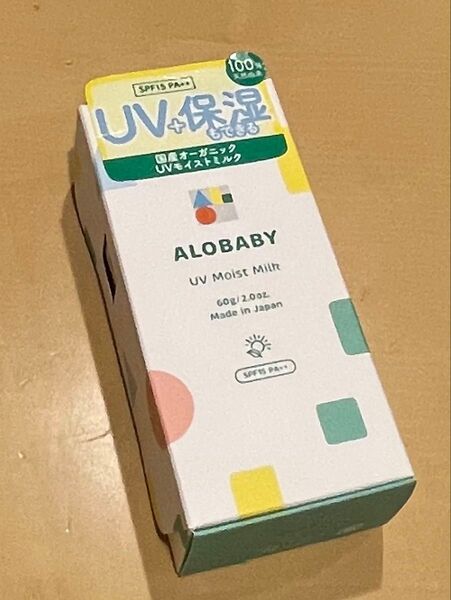 100%
天然由来
SPF15 PA++
UV+保湿
もできる
国産オーガニック
UVモイストミルク
ALOBABY
UV Moist Milk
60g/2.0oz.
Made in Japan
SPF15 PA++